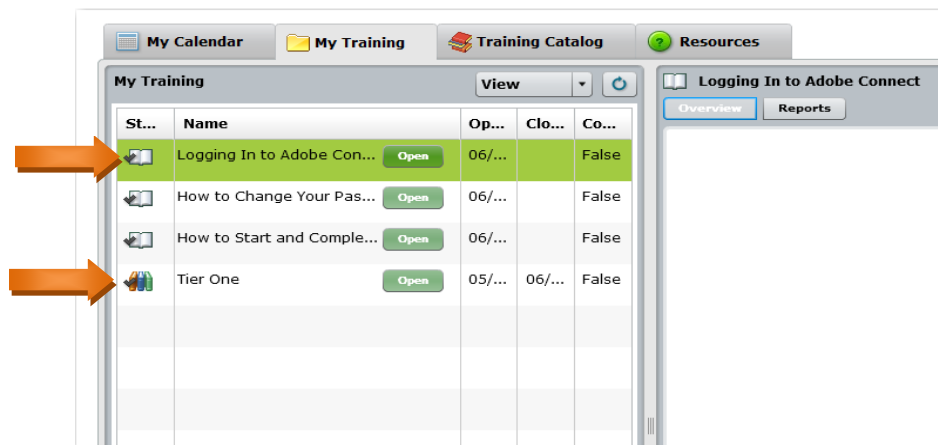 My Calendar My Training Training Catalog ? Resources
My Training View Logging In to Adobe Connect
Overview Reports
St... Name Op... Clo... Co...
Logging In to Adobe Con... Open 06/... False
How to Change Your Pas... Open 06/... False
How to Start and Comple... Open 06/... False
Tier One Open 05/... 06/... False